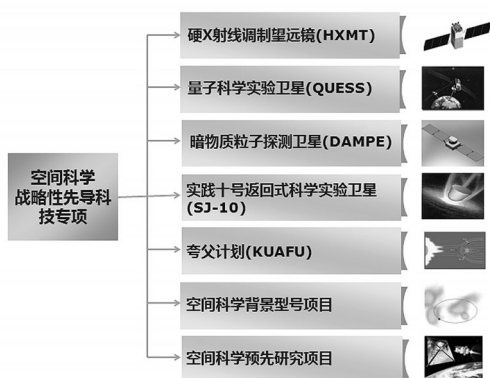 硬X射线调制望远镜(HXMT)
量子科学实验卫星(QUESS)
暗物质粒子探测卫星(DAMPE)
空间科学
战略性先导科
技专项
实践十号返回式科学实验卫星
(SJ-10)
夸父计划(KUAFU)
空间科学背景型号项目
空间科学预先研究项目